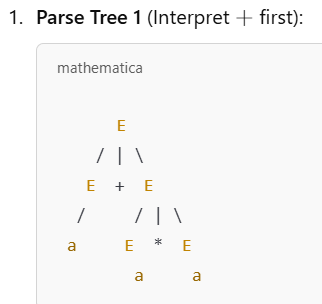 1. Parse Tree 1 (Interpret + first):
mathematica
E
/ | \
E + E
/ / | \
a E * E
a a